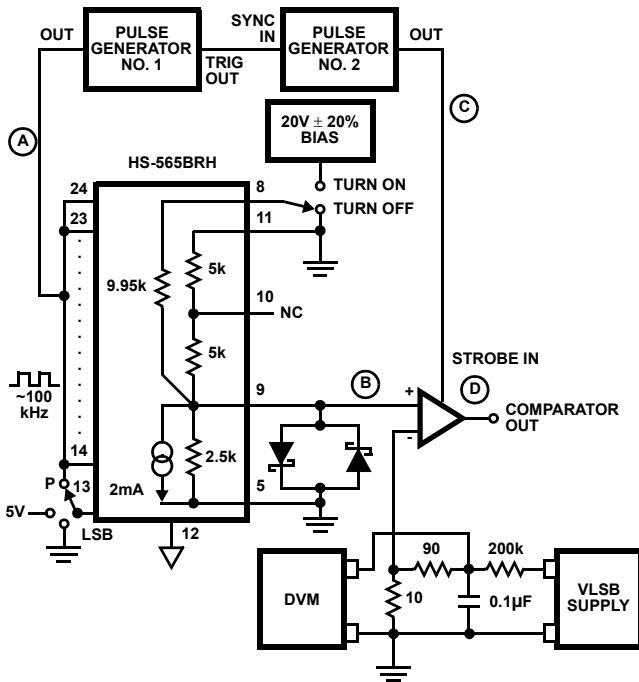 OUT
PULSE
GENERATOR
NO. 1
TRIG
OUT
SYNC
IN
PULSE
GENERATOR
NO. 2
OUT
A
C
20V ± 20%
BIAS
HS-565BRH
TURN ON
TURN OFF
24
23
8
11
9.95k
5k
10
NC
5k
~100
kHz
9
B
STROBE IN
+
-
D
COMPARATOR
OUT
14
P
13
2mA
2.5k
5
5V
LSB
12
DVM
90
200k
10
0.1µF
VLSB
SUPPLY